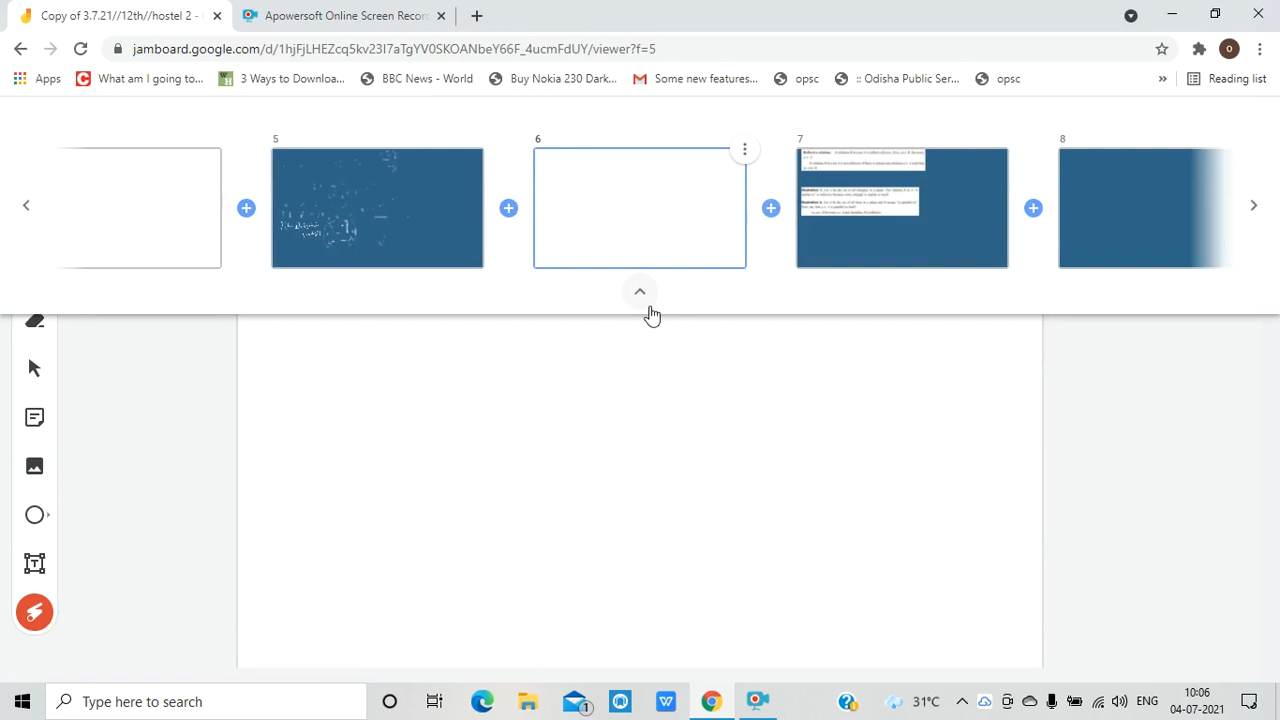 Copy of 3.7.21//12th//hostel 2 -
Apowersoft Online Screen Recor
jamboard.google.com/d/1hjFjLHEZcq5kv23I7aTgYV0SKOANbeY66F_4ucmFdUY/viewer?f=5
O
Apps
What am I going to...
3 Ways to Downloa...
BBC News - World
Buy Nokia 230 Dark...
Some new features...
opsc
:: Odisha Public Ser...
opsc
»
Reading list
5
6
7
8
Type here to search
1
31°C
ENG
10:06
04-07-2021